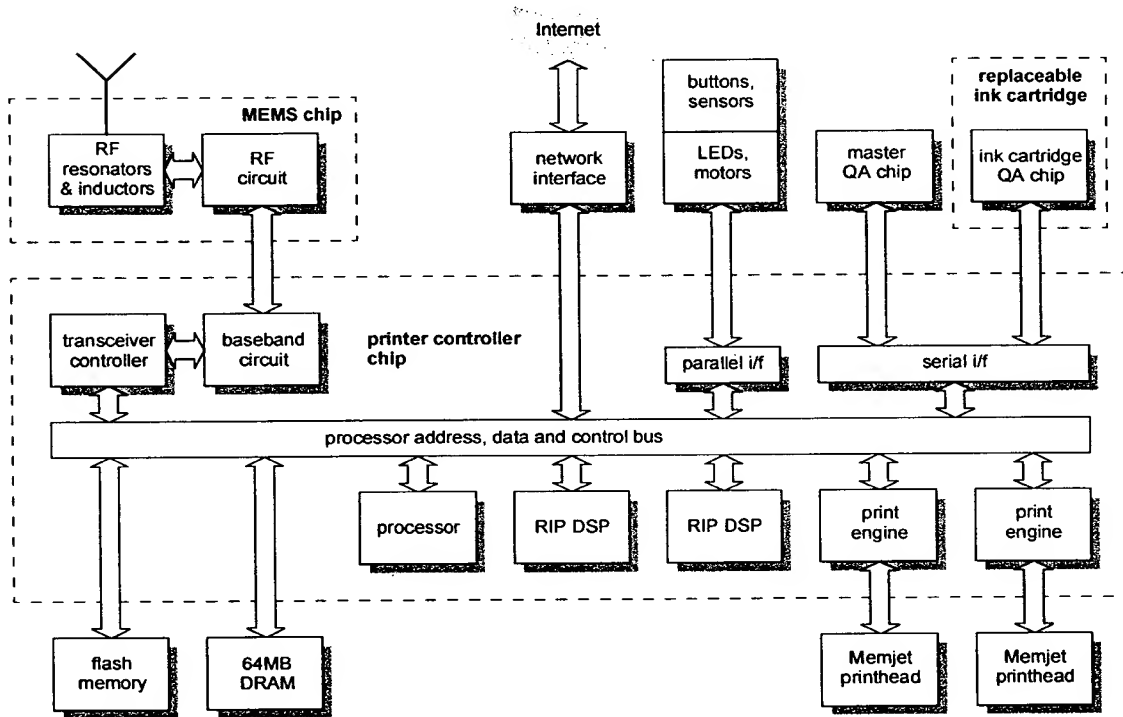 Internet
MEMS chip
RF
resonators
& inductors
RF
circuit
network
interface
buttons,
sensors
LEDs,
motors
master
QA chip
replaceable
ink cartridge
ink cartridge
QA chip
transceiver
controller
baseband
circuit
printer controller
chip
parallel i/f
serial i/f
processor address, data and control bus
processor
RIP DSP
RIP DSP
print
engine
print
engine
flash
memory
64MB
DRAM
Memjet
printhead
Memjet
printhead